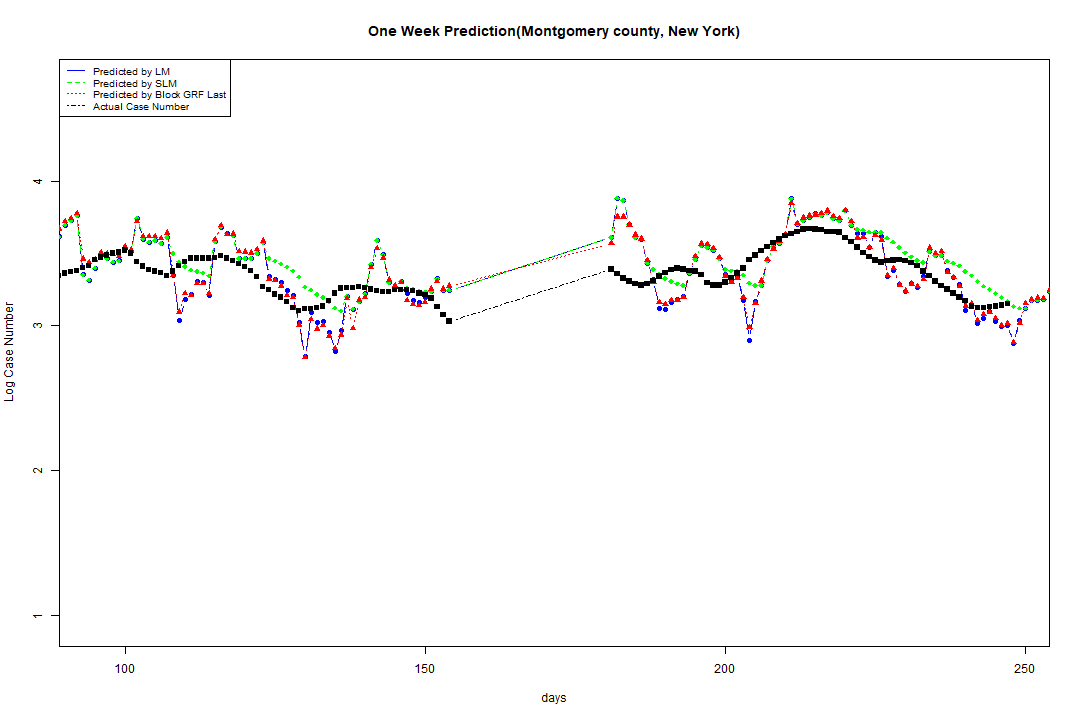 One Week Prediction(Montgomery county, New York)
Predicted by LM
Predicted by SLM
Predicted by Block GRF Last
Actual Case Number
4
3
2
1
Log Case Number
100 150 200 250
days